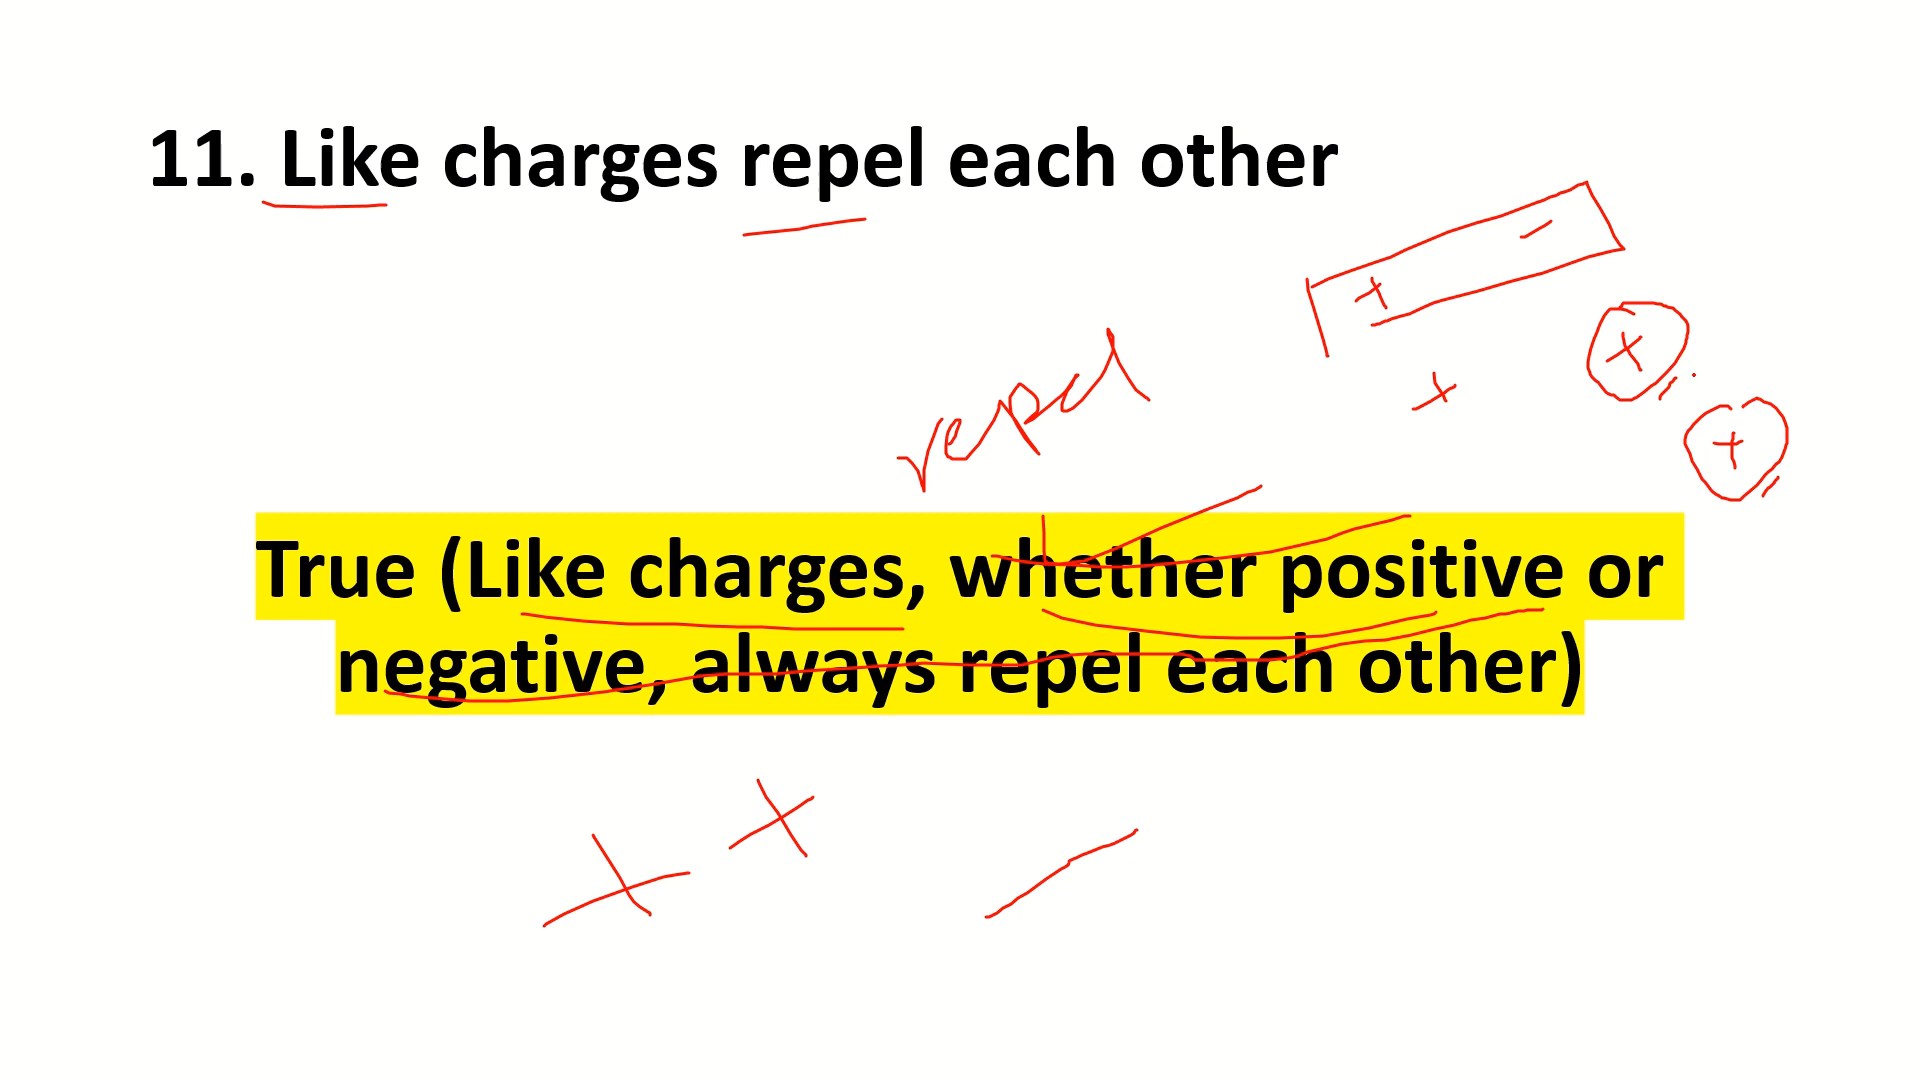 11. Like charges repel each other
-
+
+
+
+
repel
True (Like charges, whether positive or
negative, always repel each other)
+ + -